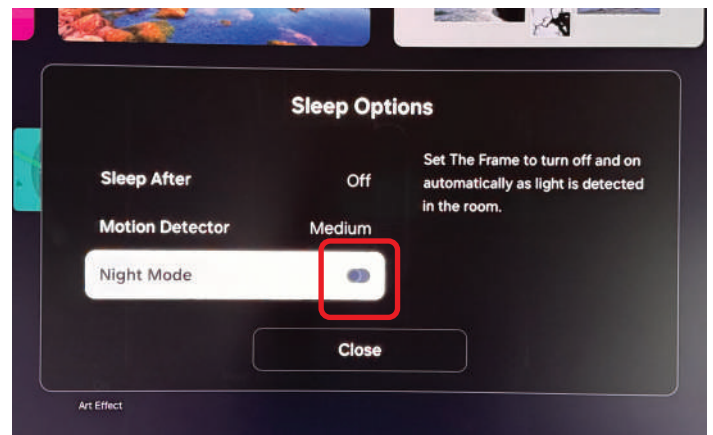 Sleep Options
Sleep After Off
Motion Detector Medium
Night Mode
Set The Frame to turn off and on
automatically as light is detected
in the room.
Close
Art Effect